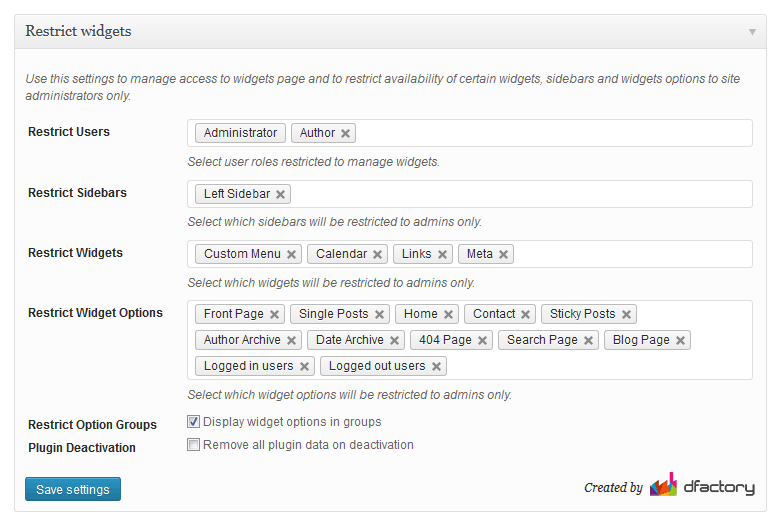 Restrict widgets
Use this settings to manage access to widgets page and to restrict availability of certain widgets, sidebars and widgets options to site
administrators only.
Restrict Users Administrator Author
Select user roles restricted to manage widgets.
Restrict Sidebars Left Sidebar
Select which sidebars will be restricted to admins only.
Restrict Widgets Custom Menu Calendar Links Meta
Select which widgets will be restricted to admins only.
Restrict Widget Options Front Page Single Posts Home Contact Sticky Posts
Author Archive Date Archive 404 Page Search Page Blog Page
Logged in users Logged out users
Select which widget options will be restricted to admins only.
Restrict Option Groups Display widget options in groups
Plugin Deactivation Remove all plugin data on deactivation
Save settings Created by dfactory